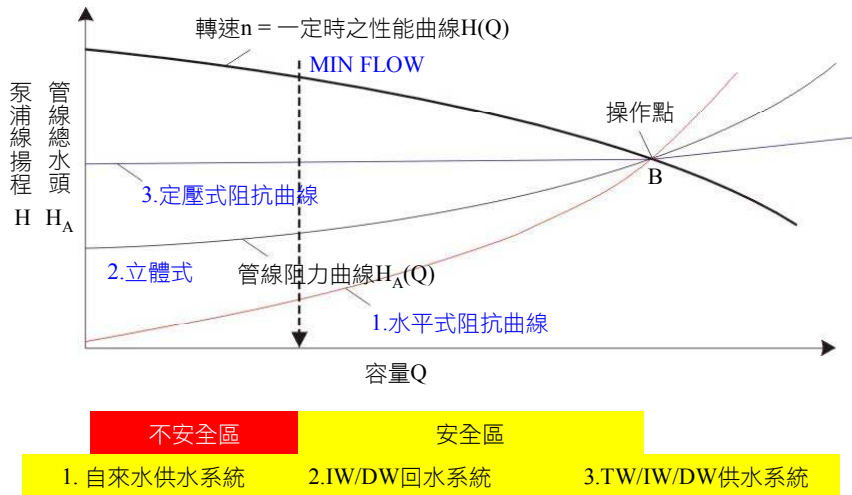 轉速n = 一定時之性能曲線H(Q)
MIN FLOW
泵浦線揚程 H
管線總水頭 H_A
操作點
B
3.定壓式阻抗曲線
2.立體式
管線阻力曲線H_A(Q)
1.水平式阻抗曲線
容量Q
不安全區
安全區
1. 自來水供水系統
2.IW/DW回水系統
3.TW/IW/DW供水系統